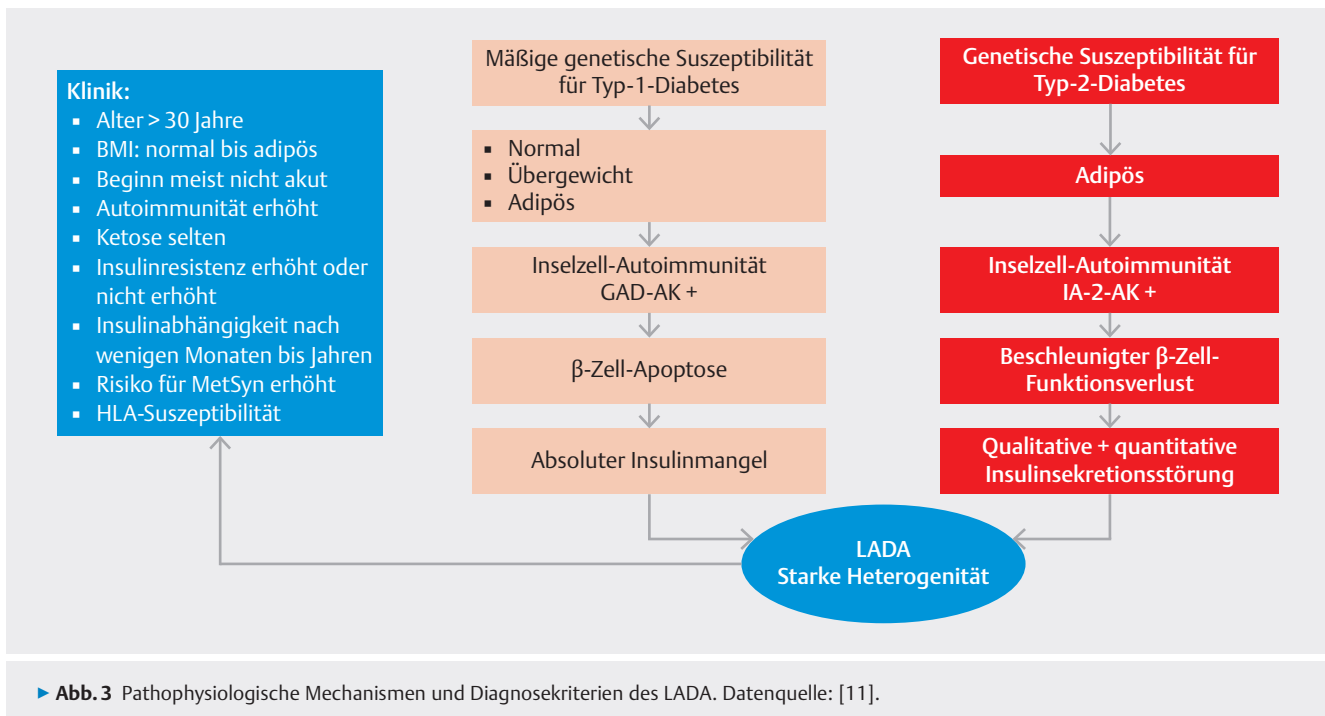 Klinik:
▪ Alter > 30 Jahre
▪ BMI: normal bis adipös
▪ Beginn meist nicht akut
▪ Autoimmunität erhöht
▪ Ketose selten
▪ Insulinresistenz erhöht oder
nicht erhöht
▪ Insulinabhängigkeit nach
wenigen Monaten bis Jahren
▪ Risiko für MetSyn erhöht
▪ HLA-Suszeptibilität
Mäßige genetische Suszeptibilität
für Typ-1-Diabetes
▪ Normal
▪ Übergewicht
▪ Adipös
Inselzell-Autoimmunität
GAD-AK +
β-Zell-Apoptose
Absoluter Insulinmangel
Genetische Suszeptibilität für
Typ-2-Diabetes
Adipös
Inselzell-Autoimmunität
IA-2-AK +
Beschleunigter β-Zell-
Funktionsverlust
Qualitative + quantitative
Insulinsekretionsstörung
LADA
Starke Heterogenität
▶ Abb. 3 Pathophysiologische Mechanismen und Diagnosekriterien des LADA. Datenquelle: [11].